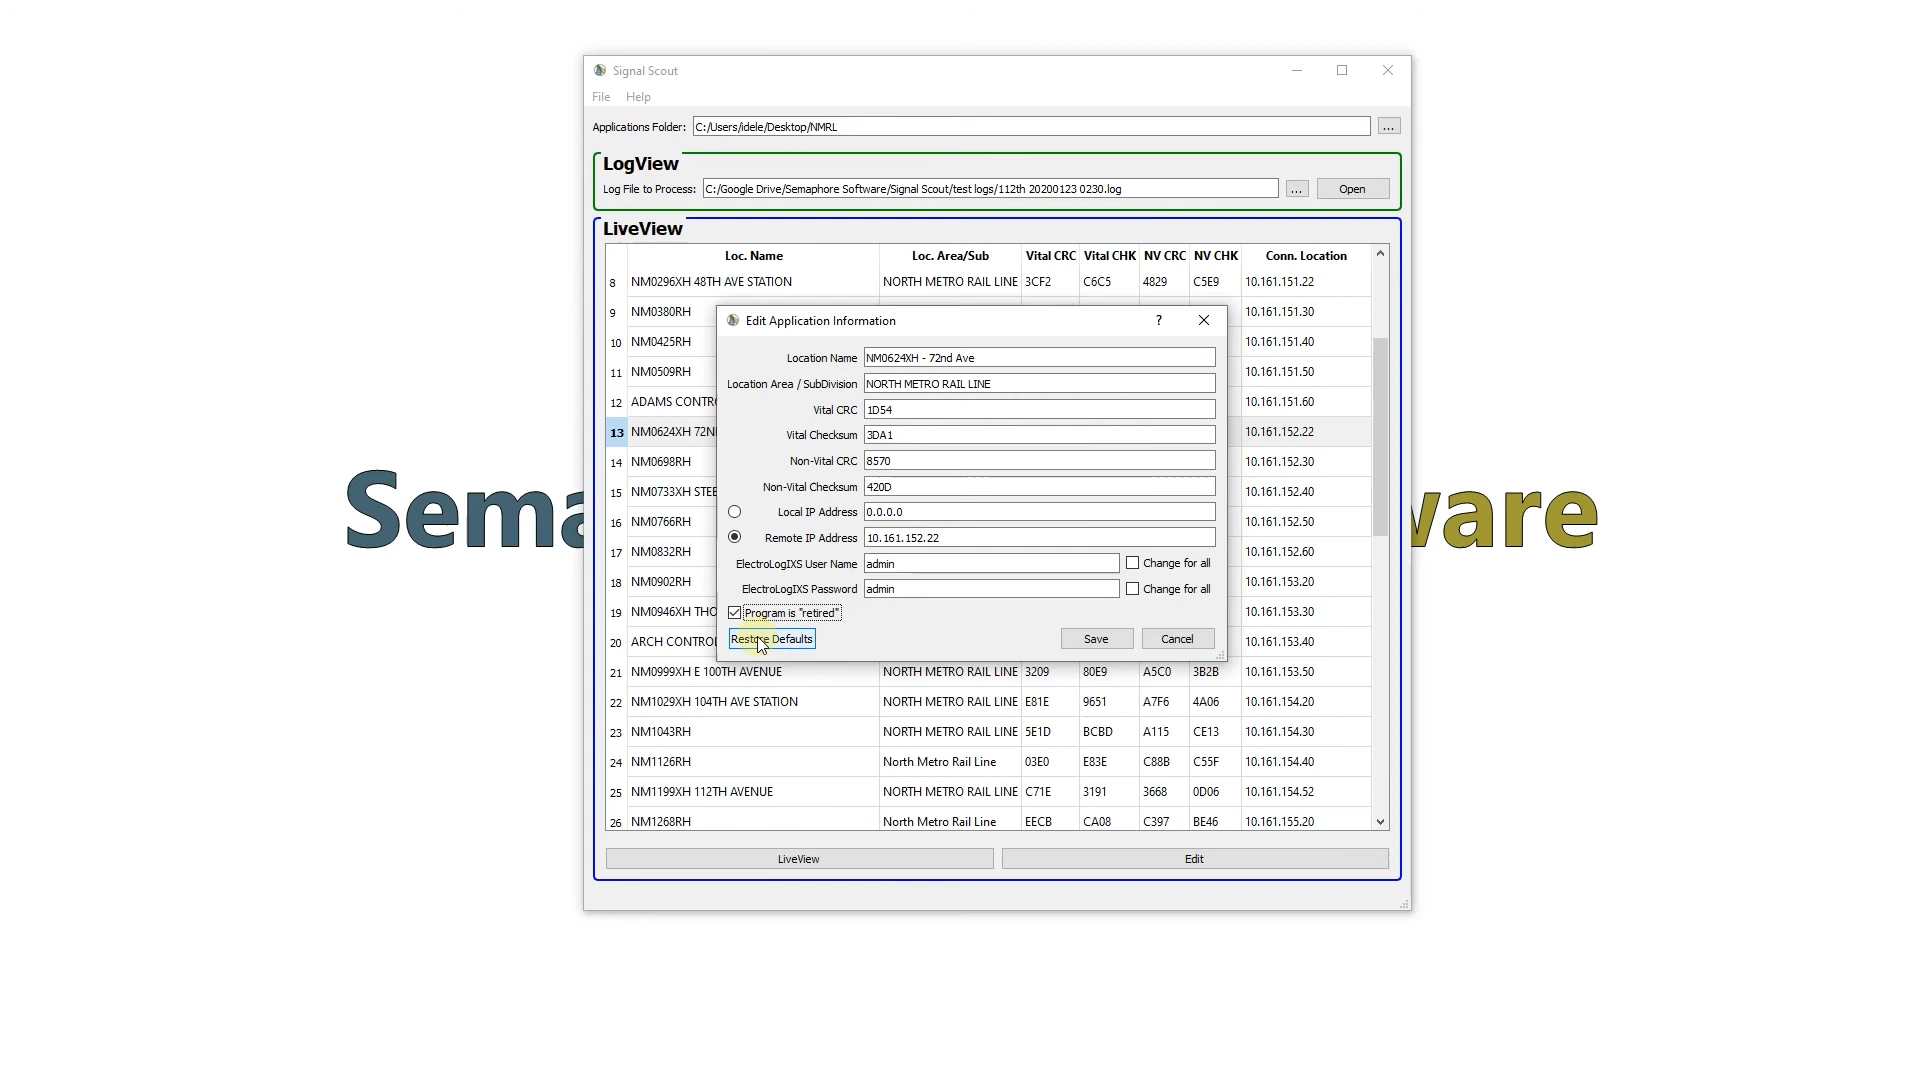 Signal Scout
File Help
Applications Folder: C:/Users/idele/Desktop/NMRL ...
LogView
Log File to Process: C:/Google Drive/Semaphore Software/Signal Scout/test logs/112th 20200123 0230.log ... Open
LiveView
Loc. Name Loc. Area/Sub Vital CRC Vital CHK NV CRC NV CHK Conn. Location
8 NM0296XH 48TH AVE STATION NORTH METRO RAIL LINE 3CF2 C6C5 4829 C5E9 10.161.151.22
9 NM0380RH 10.161.151.30
10 NM0425RH 10.161.151.40
11 NM0509RH 10.161.151.50
12 ADAMS CONTRO 10.161.151.60
13 NM0624XH 72N 10.161.152.22
14 NM0698RH 10.161.152.30
15 NM0733XH STEE 10.161.152.40
16 NM0766RH 10.161.152.50
17 NM0832RH 10.161.152.60
18 NM0902RH 10.161.153.20
19 NM0946XH THO 10.161.153.30
20 ARCH CONTROL 10.161.153.40
21 NM0999XH E 100TH AVENUE NORTH METRO RAIL LINE 3209 80E9 A5C0 3B2B 10.161.153.50
22 NM1029XH 104TH AVE STATION NORTH METRO RAIL LINE E81E 9651 A7F6 4A06 10.161.154.20
23 NM1043RH NORTH METRO RAIL LINE 5E1D BCBD A115 CE13 10.161.154.30
24 NM1126RH North Metro Rail Line 03E0 E83E C88B C55F 10.161.154.40
25 NM1199XH 112TH AVENUE NORTH METRO RAIL LINE C71E 3191 3668 0D06 10.161.154.52
26 NM1268RH North Metro Rail Line EECB CA08 C397 BE46 10.161.155.20
LiveView Edit
Edit Application Information ?
Location Name NM0624XH - 72nd Ave
Location Area / SubDivision NORTH METRO RAIL LINE
Vital CRC 1D54
Vital Checksum 3DA1
Non-Vital CRC 8570
Non-Vital Checksum 420D
Local IP Address 0.0.0.0
Remote IP Address 10.161.152.22
ElectroLogIXS User Name admin Change for all
ElectroLogIXS Password admin Change for all
Program is "retired"
Restore Defaults Save Cancel
Sema ware